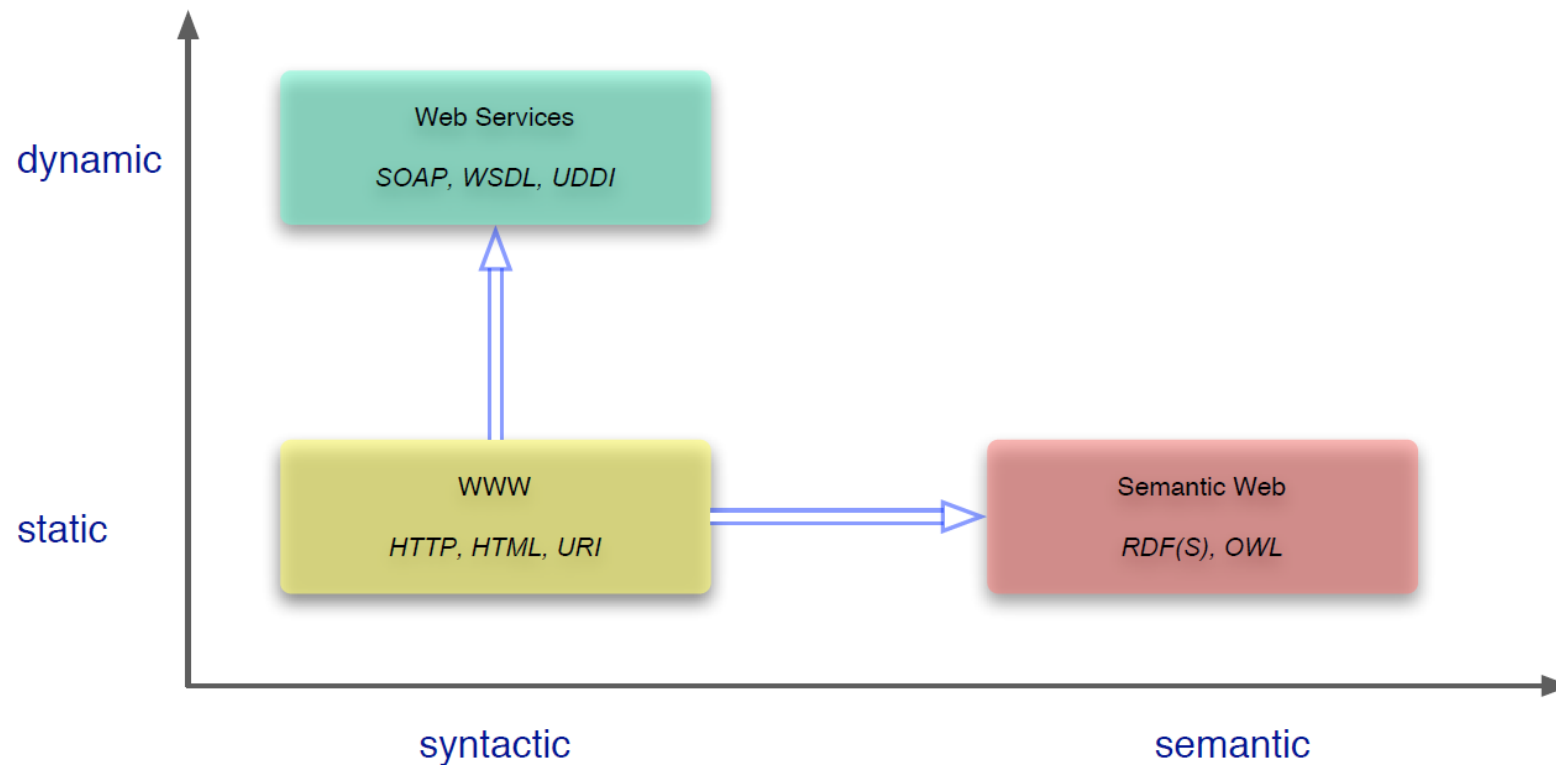 Web Services
dynamic
SOAP, WSDL, UDDI
WWW
Semantic Web
static
HTTP, HTML, URI
RDF(S), OWL
syntactic
semantic